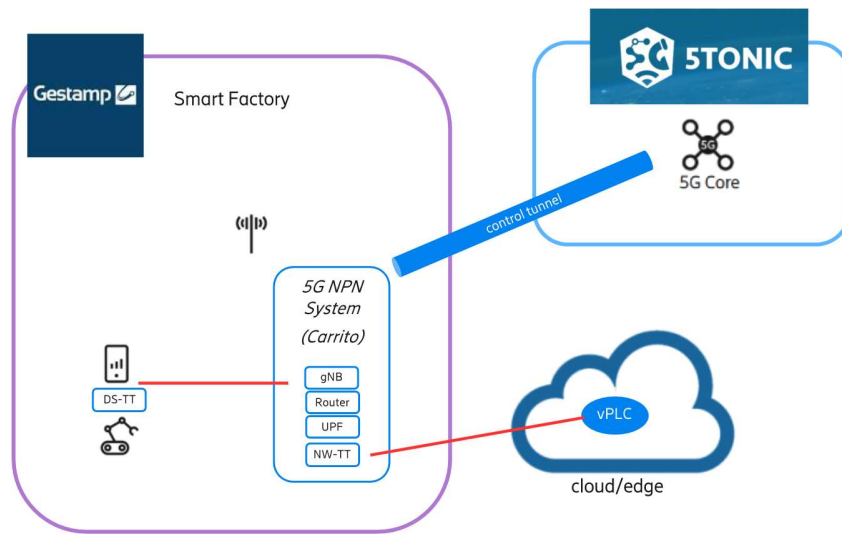 Gestamp
Smart Factory
5TONIC
5G
5G Core
control tunnel
5G NPN
System
(Carrito)
gNB
Router
UPF
NW-TT
DS-TT
vPLC
cloud/edge